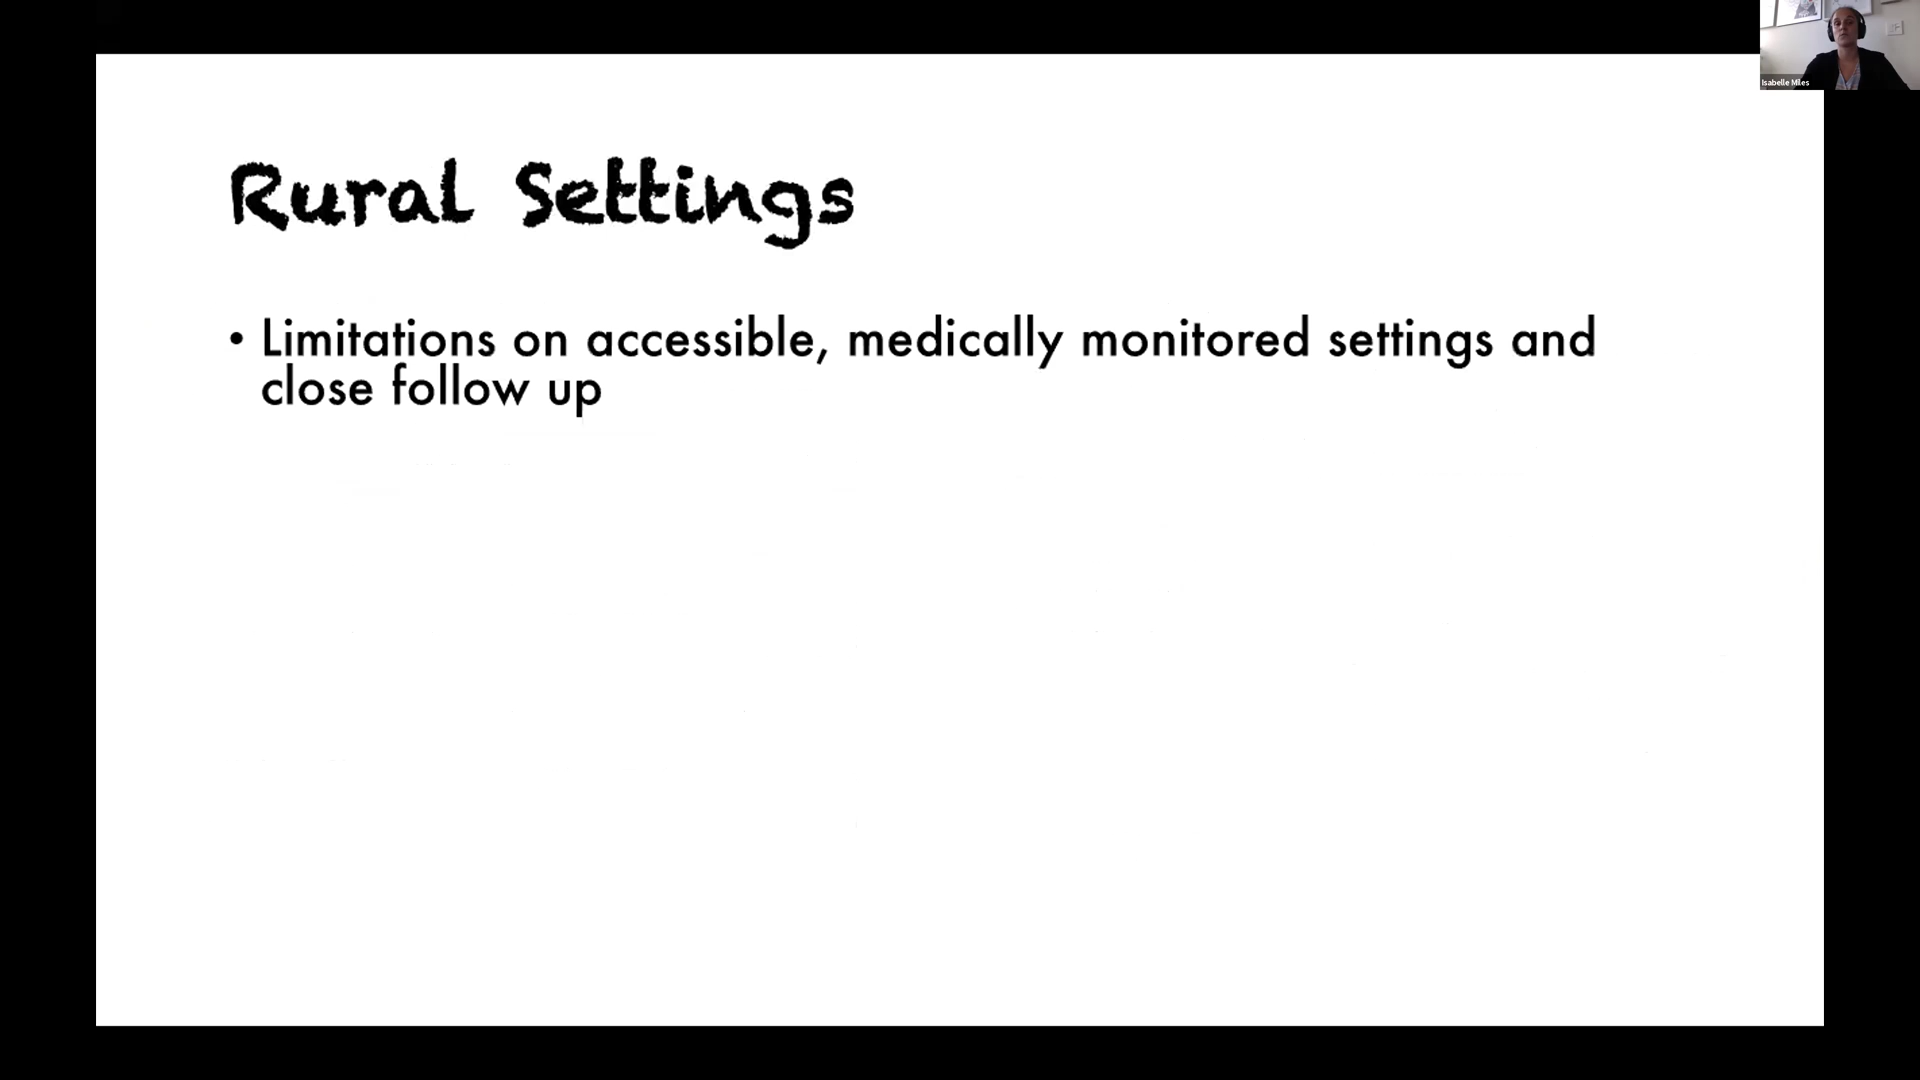 Isabelle Miles
Rural Settings
• Limitations on accessible, medically monitored settings and
close follow up